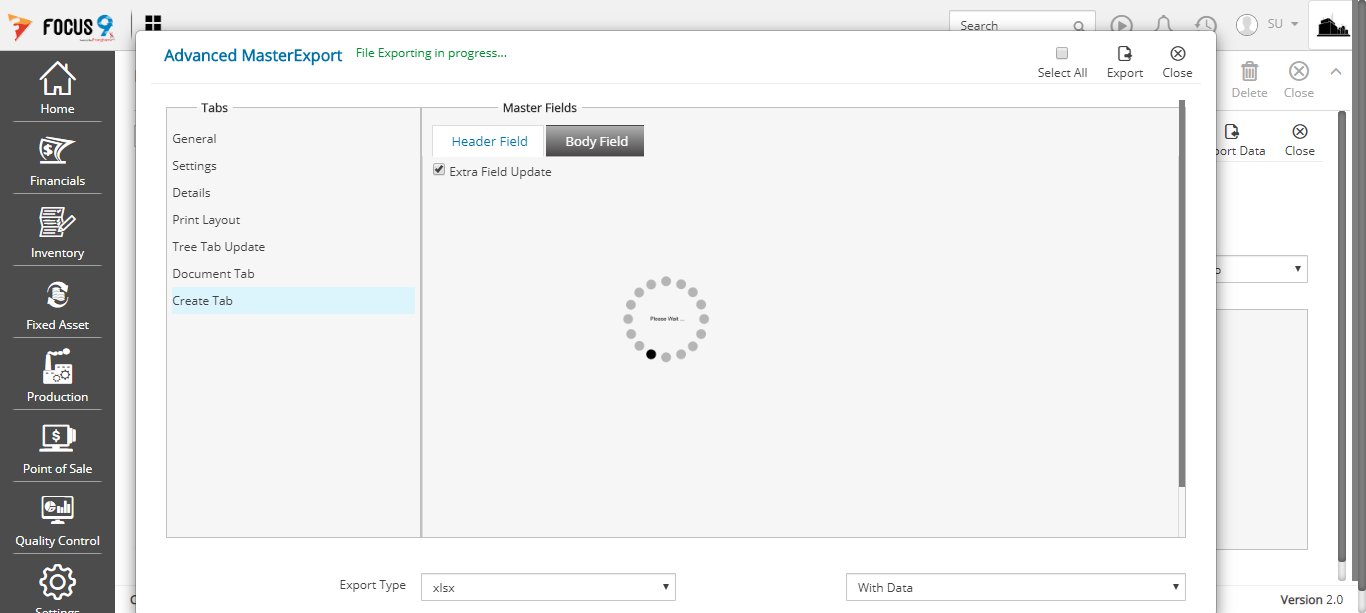 FOCUS 9
Search
SU
Advanced MasterExport
File Exporting in progress...
Select All
Export
Close
Delete
Close
Home
Tabs
Master Fields
General
Header Field
Body Field
port Data
Close
Settings
Extra Field Update
Financials
Details
Print Layout
Inventory
Tree Tab Update
Document Tab
Create Tab
Please Wait ...
Fixed Asset
Production
Point of Sale
Quality Control
Export Type
xlsx
With Data
Settings
Version 2.0